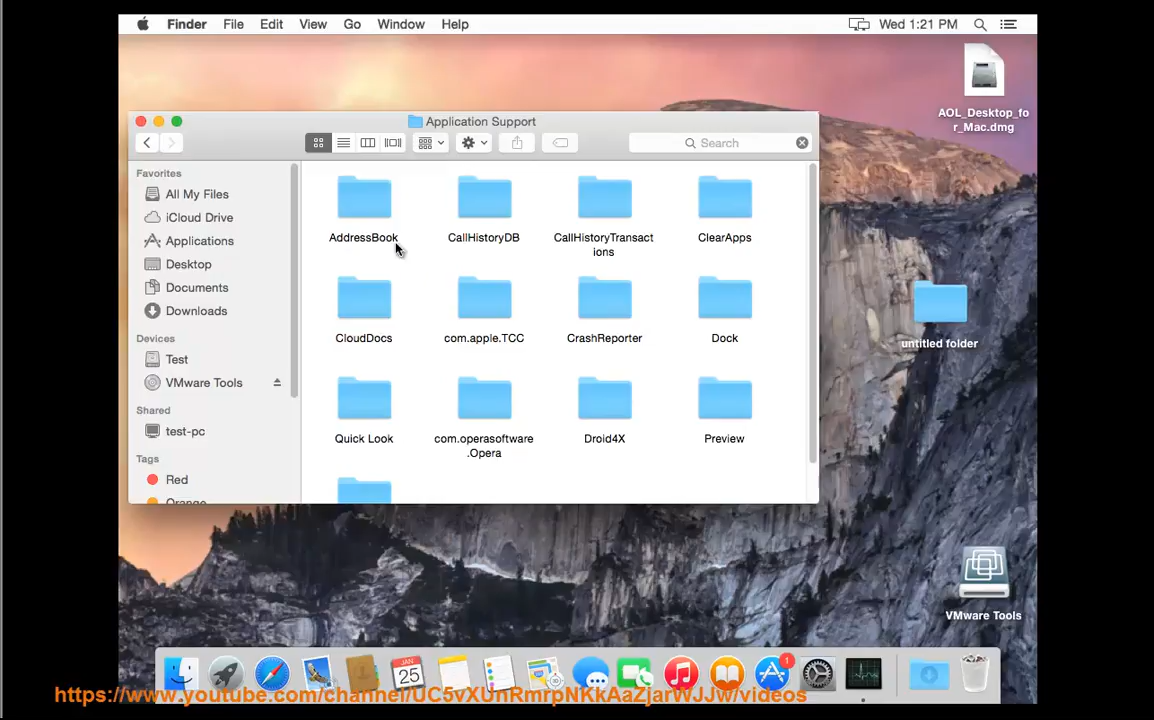 Finder File Edit View Go Window Help Wed 1:21 PM
AOL_Desktop_fo
r_Mac.dmg
Application Support
Search
Favorites
All My Files
iCloud Drive
Applications
Desktop
Documents
Downloads
Devices
Test
VMware Tools
Shared
test-pc
Tags
Red
Orange
AddressBook CallHistoryDB CallHistoryTransact
ions
ClearApps
CloudDocs com.apple.TCC CrashReporter Dock
Quick Look com.operasoftware
.Opera
Droid4X Preview
untitled folder
VMware Tools
JAN
25
1
https://www.youtube.com/channel/UC5vXUnRmrpNKkAaZjarWJJw/videos